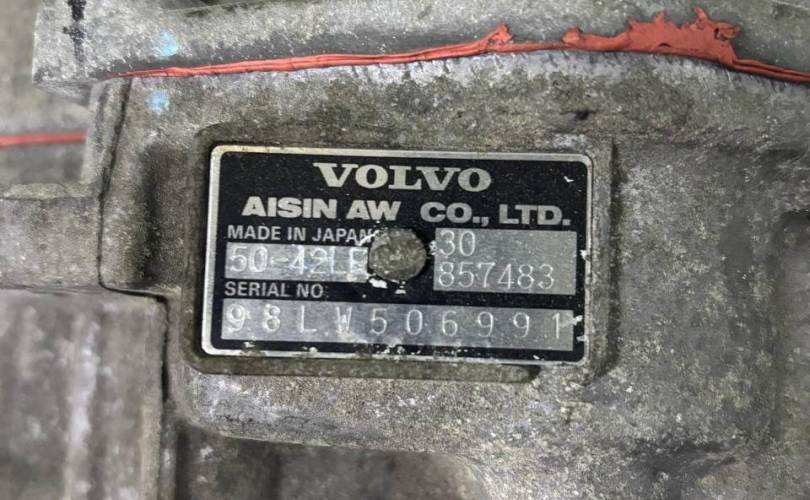 VOLVO
AISIN AW CO., LTD.
MADE IN JAPAN 30
50-42LE 857483
SERIAL NO
98LW506991